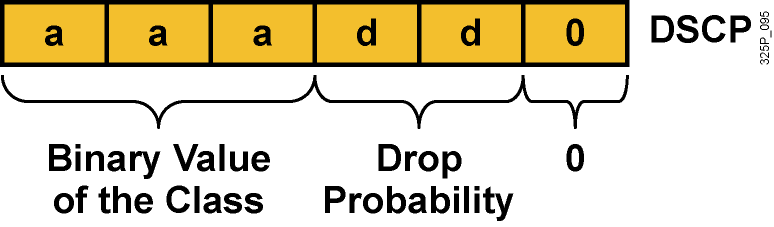 a a a d d 0 DSCP
325P_095
Binary Value
of the Class
Drop
Probability
0